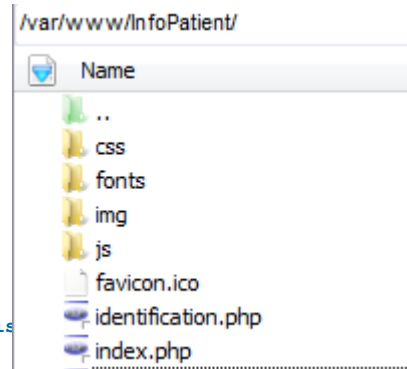 /var/www/InfoPatient/
Name
..
css
fonts
img
js
favicon.ico
identification.php
index.php